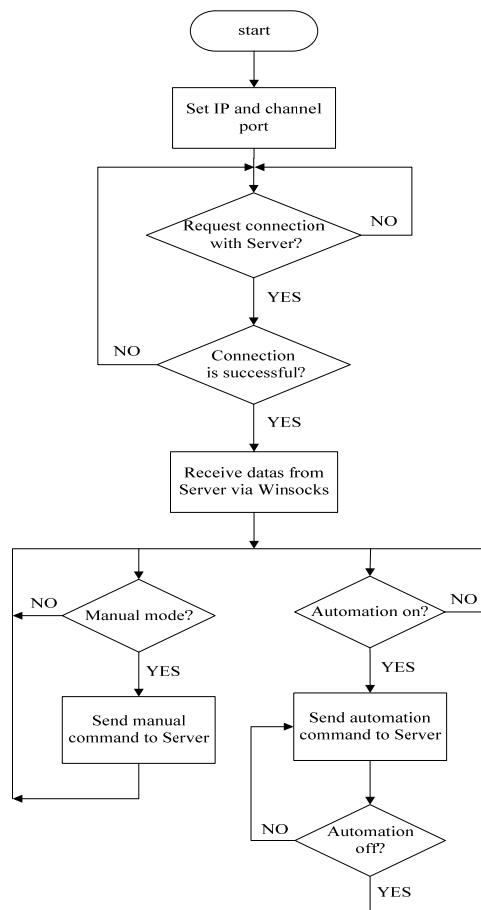 start
Set IP and channel
port
Request connection
with Server?
NO
YES
Connection
is successful?
NO
YES
Receive datas from
Server via Winsocks
Manual mode?
NO
YES
Send manual
command to Server
Automation on?
NO
YES
Send automation
command to Server
Automation
off?
NO
YES